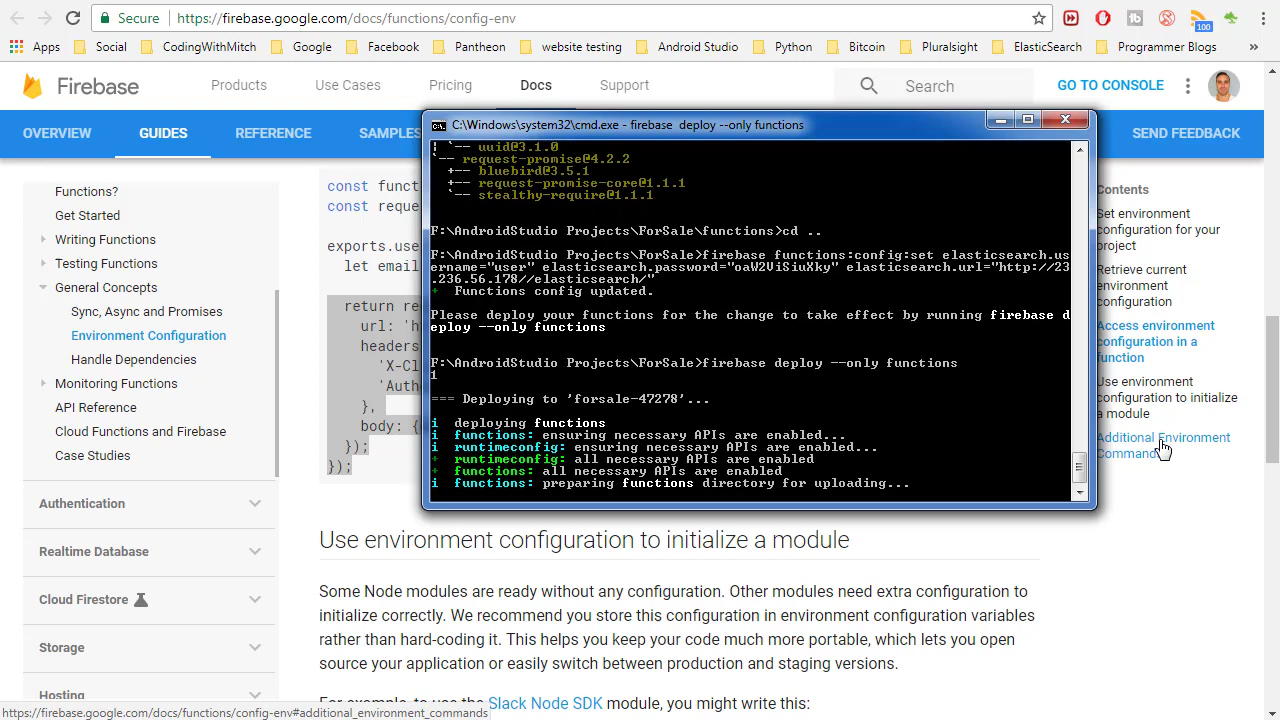 Secure
https://firebase.google.com/docs/functions/config-env
100
Apps Social CodingWithMitch Google Facebook Pantheon website testing Android Studio Python Bitcoin Pluralsight ElasticSearch Programmer Blogs »
Firebase Products Use Cases Pricing Docs Support Search GO TO CONSOLE
OVERVIEW GUIDES REFERENCE SAMPLES SEND FEEDBACK
Functions?
Get Started
Writing Functions
Testing Functions
General Concepts
Sync, Async and Promises
Environment Configuration
Handle Dependencies
Monitoring Functions
API Reference
Cloud Functions and Firebase
Case Studies
Authentication
Realtime Database
Cloud Firestore
Storage
Hosting
const funct
const reque
exports.use
let email
return re
url: 'h
headers
'X-Cl
'Auth
},
body: {
});
});
C:\Windows\system32\cmd.exe - firebase deploy --only functions
| `-- uuid@3.1.0
`-- request-promise@4.2.2
+-- bluebird@3.5.1
+-- request-promise-core@1.1.1
`-- stealthy-require@1.1.1
F:\AndroidStudio Projects\ForSale\functions>cd ..
F:\AndroidStudio Projects\ForSale>firebase functions:config:set elasticsearch.us
ername="user" elasticsearch.password="oaW2UiSiuXky" elasticsearch.url="http://23
.236.56.178//elasticsearch/"
+ Functions config updated.
Please deploy your functions for the change to take effect by running firebase d
eploy --only functions
F:\AndroidStudio Projects\ForSale>firebase deploy --only functions
1
=== Deploying to 'forsale-47278'...
i deploying functions
i functions: ensuring necessary APIs are enabled...
i runtimeconfig: ensuring necessary APIs are enabled...
+ runtimeconfig: all necessary APIs are enabled
+ functions: all necessary APIs are enabled
i functions: preparing functions directory for uploading...
Contents
Set environment
configuration for your
project
Retrieve current
environment
configuration
Access environment
configuration in a
function
Use environment
configuration to initialize
a module
Additional Environment
Command
Use environment configuration to initialize a module
Some Node modules are ready without any configuration. Other modules need extra configuration to
initialize correctly. We recommend you store this configuration in environment configuration variables
rather than hard-coding it. This helps you keep your code much more portable, which lets you open
source your application or easily switch between production and staging versions.
For example, to use the Slack Node SDK module, you might write this:
https://firebase.google.com/docs/functions/config-env#additional_environment_commands